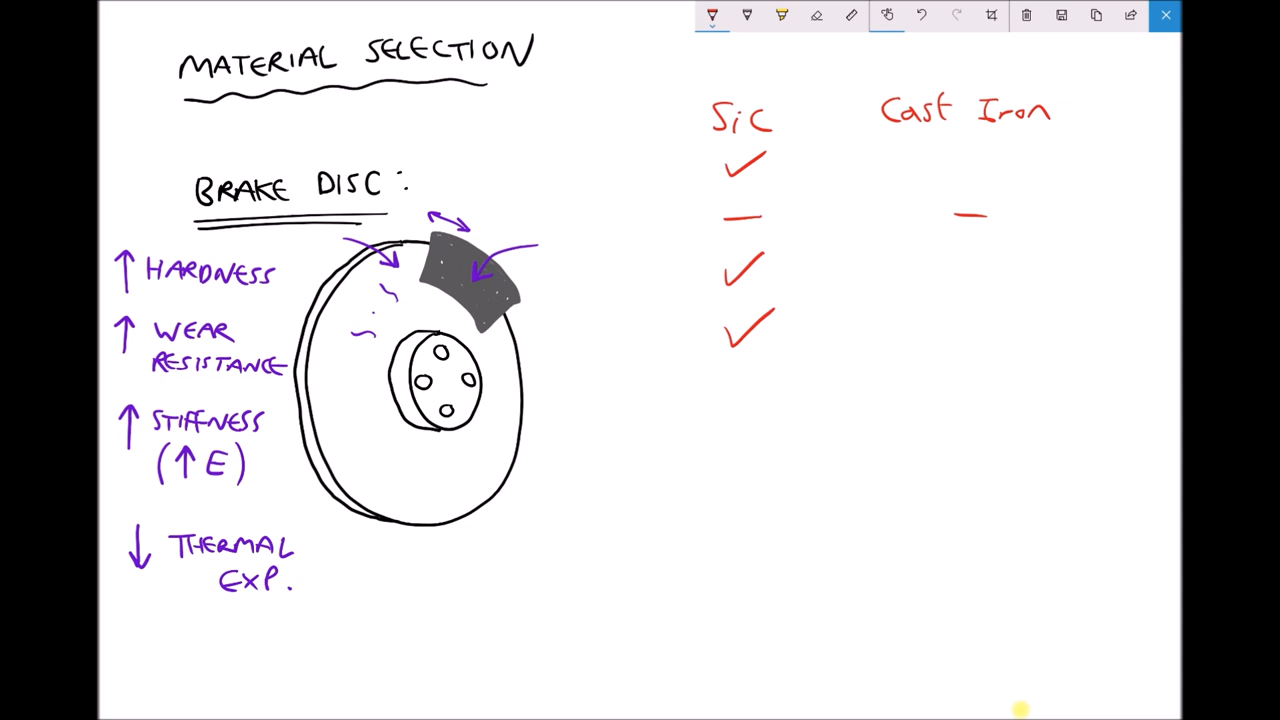 MATERIAL SELECTION
BRAKE DISC:
↑ HARDNESS
↑ WEAR
RESISTANCE
↑ STIFFNESS
(↑ E)
↓ THERMAL
EXP.
SiC Cast Iron
✓
— —
✓
✓